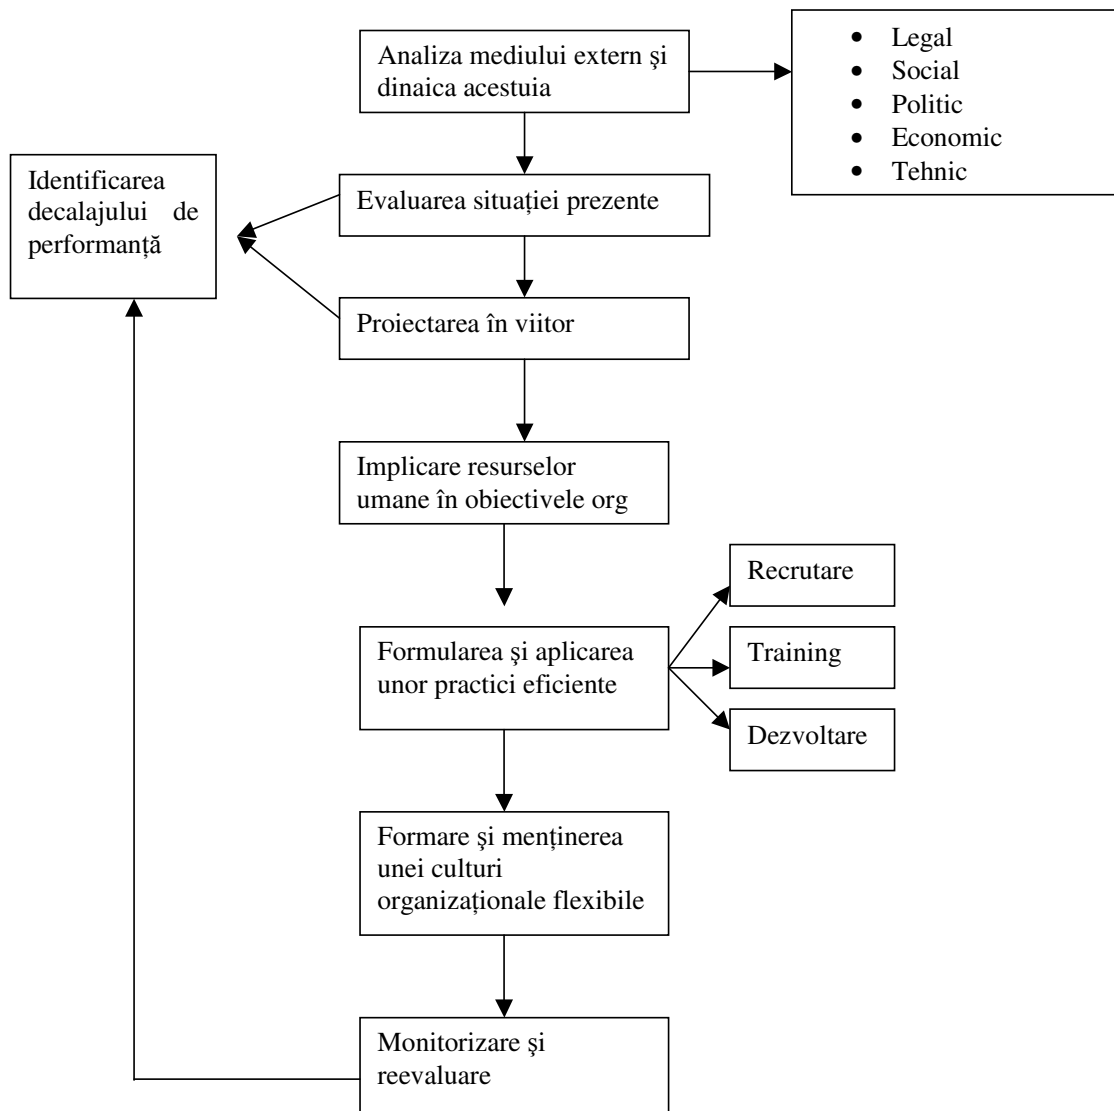 Analiza mediului extern şi
dinaica acestuia
• Legal
• Social
• Politic
• Economic
• Tehnic
Identificarea
decalajului de
performanţă
Evaluarea situaţiei prezente
Proiectarea în viitor
Implicare resurselor
umane în obiectivele org
Recrutare
Formularea şi aplicarea
unor practici eficiente
Training
Dezvoltare
Formare şi menţinerea
unei culturi
organizaţionale flexibile
Monitorizare şi
reevaluare